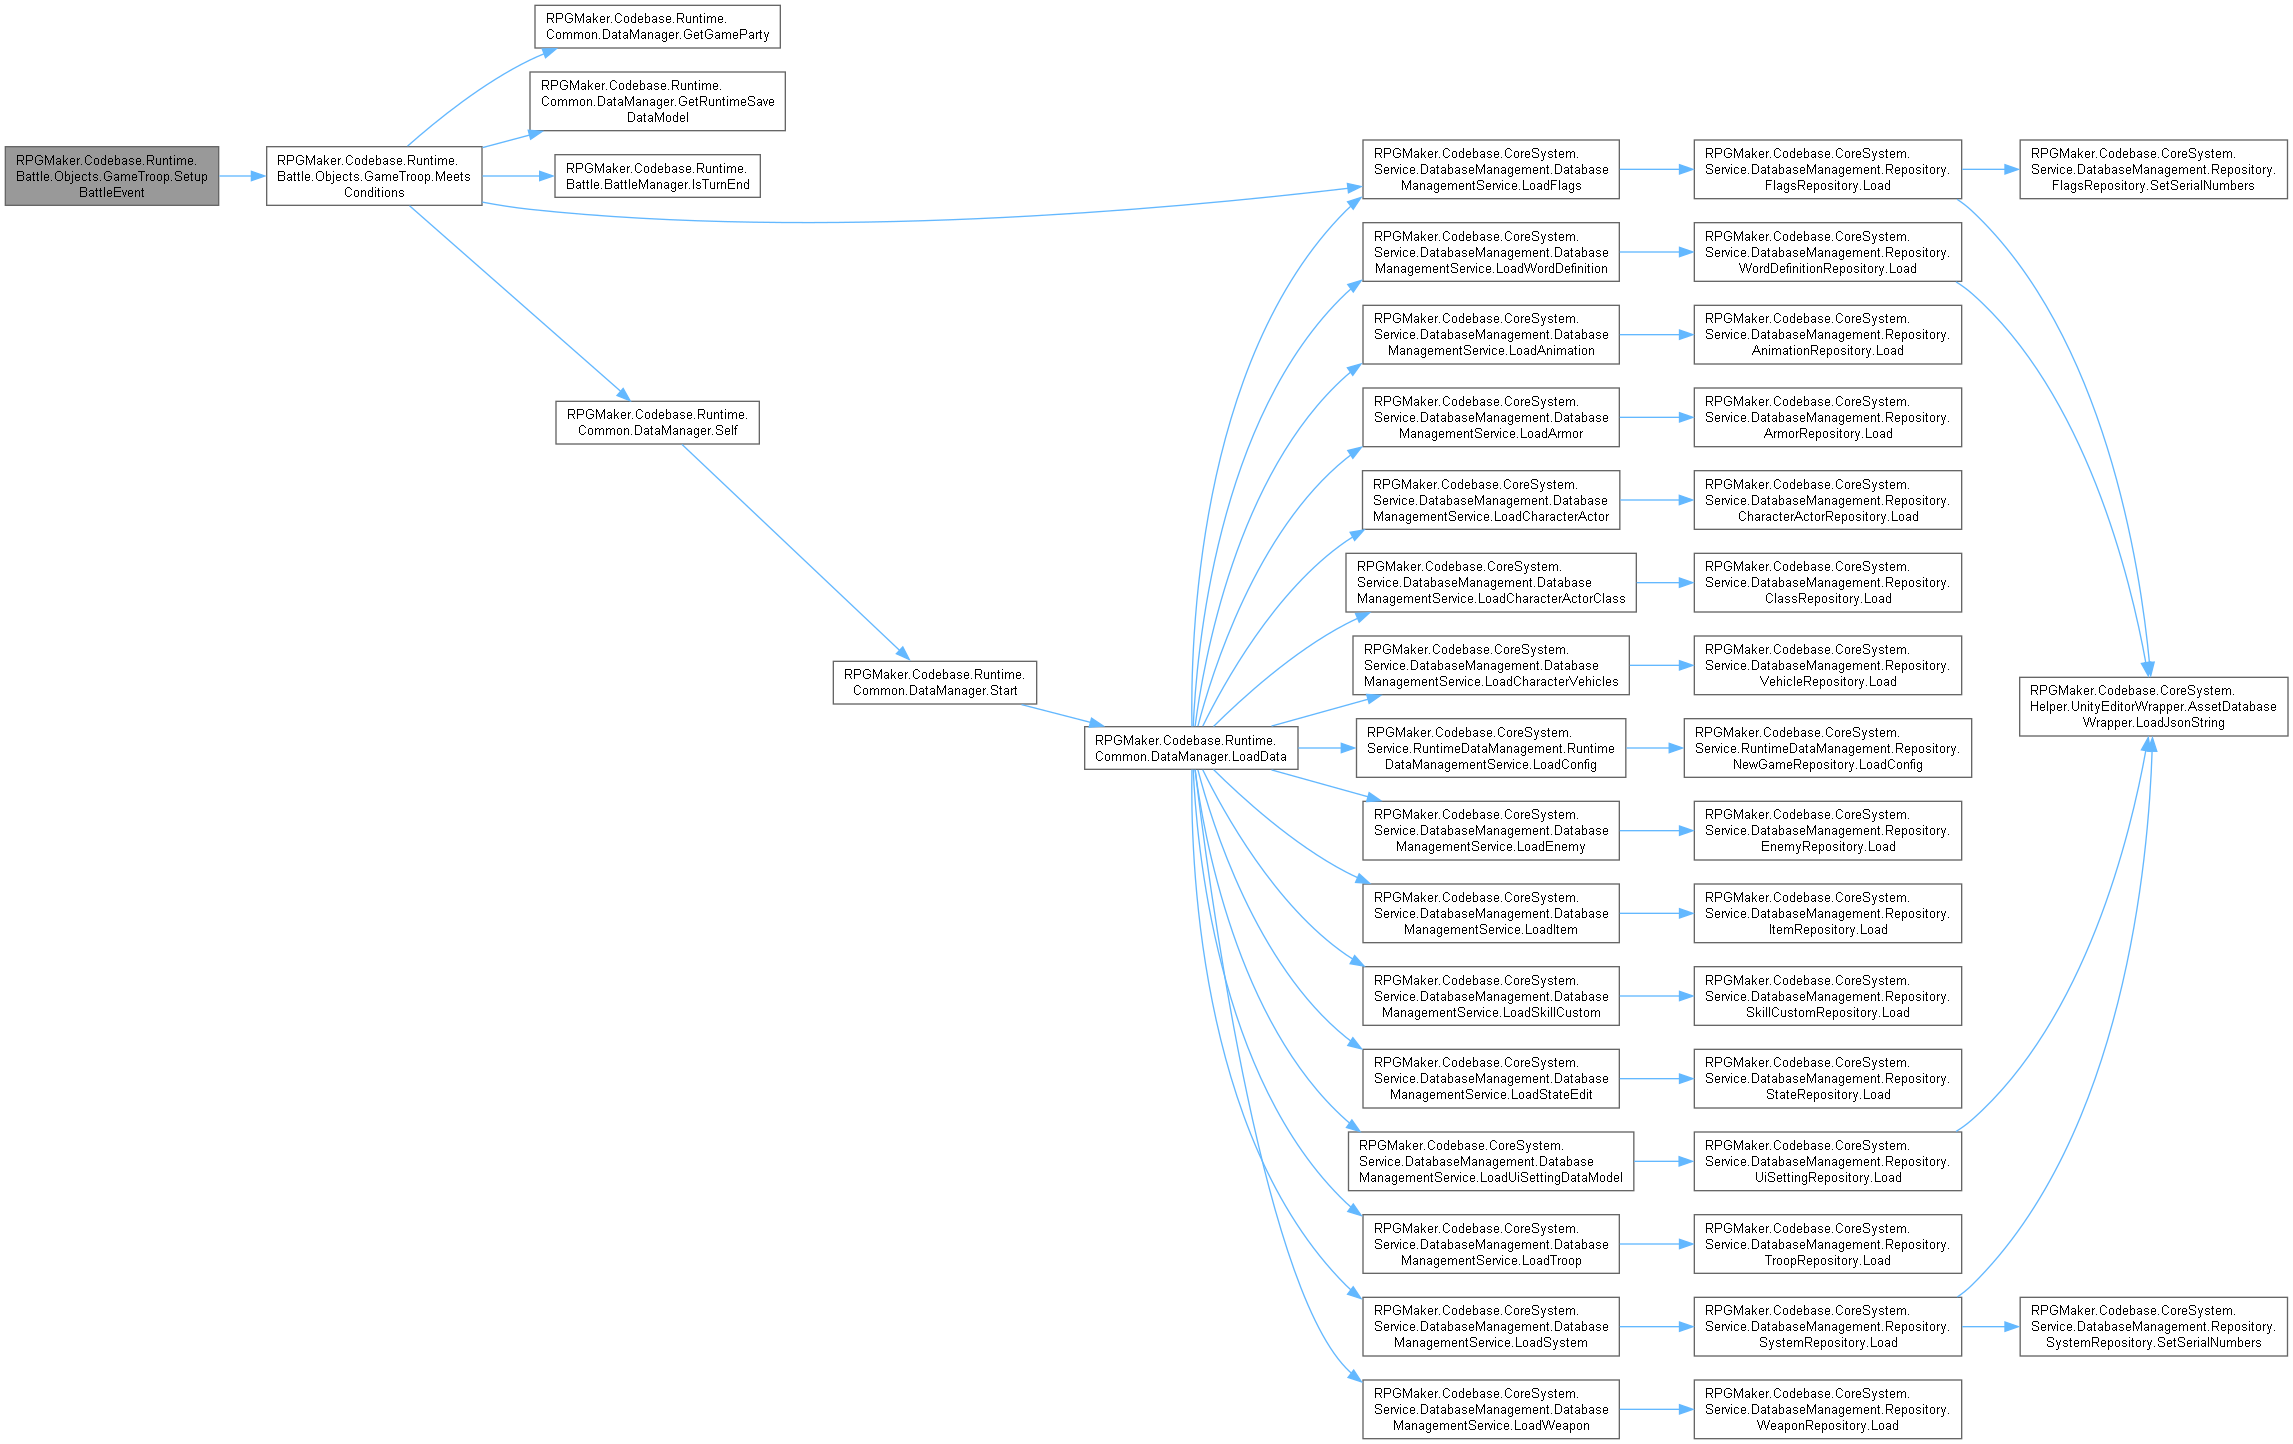 RPGMaker.Codebase.Runtime.
Common.DataManager.GetGameParty
RPGMaker.Codebase.Runtime.
Common.DataManager.GetRuntimeSave
DataModel
RPGMaker.Codebase.Runtime.
Battle.Objects.GameTroop.Setup
BattleEvent
RPGMaker.Codebase.Runtime.
Battle.Objects.GameTroop.Meets
Conditions
RPGMaker.Codebase.Runtime.
Battle.BattleManager.IsTurnEnd
RPGMaker.Codebase.CoreSystem.
Service.DatabaseManagement.Database
ManagementService.LoadFlags
RPGMaker.Codebase.CoreSystem.
Service.DatabaseManagement.Repository.
FlagsRepository.Load
RPGMaker.Codebase.CoreSystem.
Service.DatabaseManagement.Repository.
FlagsRepository.SetSerialNumbers
RPGMaker.Codebase.CoreSystem.
Service.DatabaseManagement.Database
ManagementService.LoadWordDefinition
RPGMaker.Codebase.CoreSystem.
Service.DatabaseManagement.Repository.
WordDefinitionRepository.Load
RPGMaker.Codebase.CoreSystem.
Service.DatabaseManagement.Database
ManagementService.LoadAnimation
RPGMaker.Codebase.CoreSystem.
Service.DatabaseManagement.Repository.
AnimationRepository.Load
RPGMaker.Codebase.Runtime.
Common.DataManager.Self
RPGMaker.Codebase.CoreSystem.
Service.DatabaseManagement.Database
ManagementService.LoadArmor
RPGMaker.Codebase.CoreSystem.
Service.DatabaseManagement.Repository.
ArmorRepository.Load
RPGMaker.Codebase.CoreSystem.
Service.DatabaseManagement.Database
ManagementService.LoadCharacterActor
RPGMaker.Codebase.CoreSystem.
Service.DatabaseManagement.Repository.
CharacterActorRepository.Load
RPGMaker.Codebase.CoreSystem.
Service.DatabaseManagement.Database
ManagementService.LoadCharacterActorClass
RPGMaker.Codebase.CoreSystem.
Service.DatabaseManagement.Repository.
ClassRepository.Load
RPGMaker.Codebase.Runtime.
Common.DataManager.Start
RPGMaker.Codebase.CoreSystem.
Service.DatabaseManagement.Database
ManagementService.LoadCharacterVehicles
RPGMaker.Codebase.CoreSystem.
Service.DatabaseManagement.Repository.
VehicleRepository.Load
RPGMaker.Codebase.CoreSystem.
Helper.UnityEditorWrapper.AssetDatabase
Wrapper.LoadJsonString
RPGMaker.Codebase.Runtime.
Common.DataManager.LoadData
RPGMaker.Codebase.CoreSystem.
Service.RuntimeDataManagement.Runtime
DataManagementService.LoadConfig
RPGMaker.Codebase.CoreSystem.
Service.RuntimeDataManagement.Repository.
NewGameRepository.LoadConfig
RPGMaker.Codebase.CoreSystem.
Service.DatabaseManagement.Database
ManagementService.LoadEnemy
RPGMaker.Codebase.CoreSystem.
Service.DatabaseManagement.Repository.
EnemyRepository.Load
RPGMaker.Codebase.CoreSystem.
Service.DatabaseManagement.Database
ManagementService.LoadItem
RPGMaker.Codebase.CoreSystem.
Service.DatabaseManagement.Repository.
ItemRepository.Load
RPGMaker.Codebase.CoreSystem.
Service.DatabaseManagement.Database
ManagementService.LoadSkillCustom
RPGMaker.Codebase.CoreSystem.
Service.DatabaseManagement.Repository.
SkillCustomRepository.Load
RPGMaker.Codebase.CoreSystem.
Service.DatabaseManagement.Database
ManagementService.LoadStateEdit
RPGMaker.Codebase.CoreSystem.
Service.DatabaseManagement.Repository.
StateRepository.Load
RPGMaker.Codebase.CoreSystem.
Service.DatabaseManagement.Database
ManagementService.LoadUiSettingDataModel
RPGMaker.Codebase.CoreSystem.
Service.DatabaseManagement.Repository.
UiSettingRepository.Load
RPGMaker.Codebase.CoreSystem.
Service.DatabaseManagement.Database
ManagementService.LoadTroop
RPGMaker.Codebase.CoreSystem.
Service.DatabaseManagement.Repository.
TroopRepository.Load
RPGMaker.Codebase.CoreSystem.
Service.DatabaseManagement.Database
ManagementService.LoadSystem
RPGMaker.Codebase.CoreSystem.
Service.DatabaseManagement.Repository.
SystemRepository.Load
RPGMaker.Codebase.CoreSystem.
Service.DatabaseManagement.Repository.
SystemRepository.SetSerialNumbers
RPGMaker.Codebase.CoreSystem.
Service.DatabaseManagement.Database
ManagementService.LoadWeapon
RPGMaker.Codebase.CoreSystem.
Service.DatabaseManagement.Repository.
WeaponRepository.Load